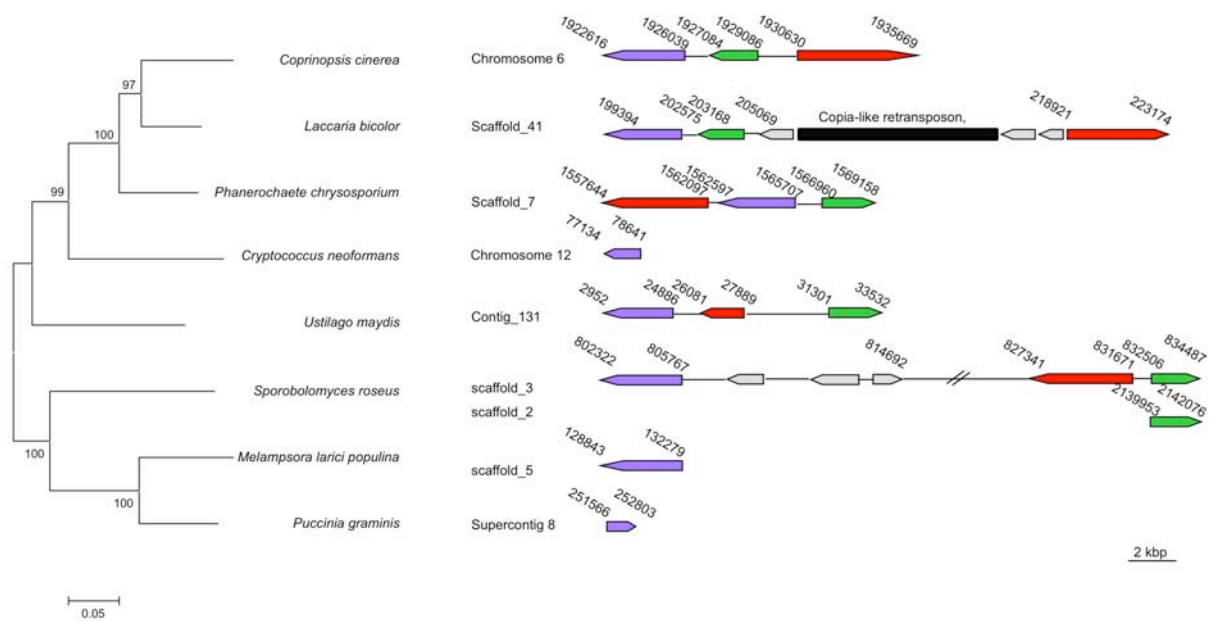 1922616 1926039 1927084 1929086 1930630 1935669
Coprinopsis cinerea Chromosome 6
97
199394 202575 203168 205069 Copia-like retransposon, 218921 223174
Laccaria bicolor Scaffold_41
100
1557644 1562097 1562597 1565707 1566960 1569158
Phanerochaete chrysosporium Scaffold_7
99
77134 78641
Cryptococcus neoformans Chromosome 12
2952 24886 26081 27889 31301 33532
Ustilago maydis Contig_131
802322 805767 814692 827341 831671 832506 834487
Sporobolomyces roseus scaffold_3
2139953 2142076
scaffold_2
100
128843 132279
Melampsora larici populina scaffold_5
100
251566 252803
Puccinia graminis Supercontig 8
2 kbp
0.05